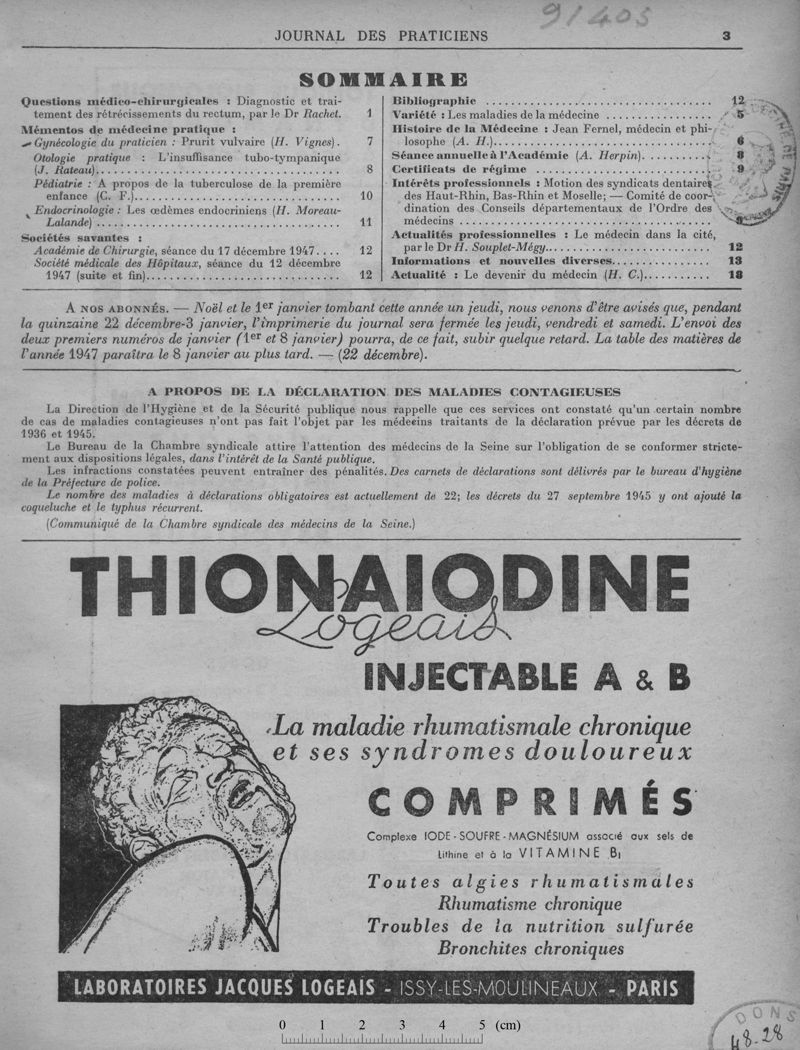 91405
JOURNAL DES PRATICIENS 3
SOMMAIRE
Questions médico-chirurgicales : Diagnostic et trai-
tement des rétrécissements du rectum, par le Dr Rachet. 1
Mémentos de médecine pratique :
Gynécologie du praticien : Prurit vulvaire (H. Vignes). 7
Otologie pratique : L'insuffisance tubo-tympanique
(J. Rateau)........ 8
Pédiatrie : A propos de la tuberculose de la première
enfance (C. F.)........ 10
Endocrinologie : Les œdèmes endocriniens (H. Moreau-
Lalande)........ 11
Sociétés savantes :
Académie de Chirurgie, séance du 17 décembre 1947.... 12
Société médicale des Hôpitaux, séance du 12 décembre
1947 (suite et fin)........ 12
Bibliographie ........ 12
Variété : Les maladies de la médecine ........ 5
Histoire de la Médecine : Jean Fernel, médecin et phi-
losophe (A. H.)........ 6
Séance annuelle à l'Académie (A. Herpin)........ 8
Certificats de régime ........ 9
Intérêts professionnels : Motion des syndicats dentaires
des Haut-Rhin, Bas-Rhin et Moselle; — Comité de coor-
dination des Conseils départementaux de l'Ordre des
médecins ........
Actualités professionnelles : Le médecin dans la cité,
par le Dr H. Souplet-Mégy........ 12
Informations et nouvelles diverses........ 13
Actualité : Le devenir du médecin (H. C.)........ 18
A NOS ABONNÉS. — Noël et le 1er janvier tombant cette année un jeudi, nous venons d'être avisés que, pendant
la quinzaine 22 décembre-3 janvier, l'imprimerie du journal sera fermée les jeudi, vendredi et samedi. L'envoi des
deux premiers numéros de janvier (1er et 8 janvier) pourra, de ce fait, subir quelque retard. La table des matières de
l'année 1947 paraîtra le 8 janvier au plus tard. — (22 décembre).
A PROPOS DE LA DÉCLARATION DES MALADIES CONTAGIEUSES
La Direction de l'Hygiène et de la Sécurité publique nous rappelle que ces services ont constaté qu'un certain nombre
de cas de maladies contagieuses n'ont pas fait l'objet par les médecins traitants de la déclaration prévue par les décrets de
1936 et 1945.
Le Bureau de la Chambre syndicale attire l'attention des médecins de la Seine sur l'obligation de se conformer stricte-
ment aux dispositions légales, dans l'intérêt de la Santé publique.
Les infractions constatées peuvent entraîner des pénalités. Des carnets de déclarations sont délivrés par le bureau d'hygiène
de la Préfecture de police.
Le nombre des maladies à déclarations obligatoires est actuellement de 22; les décrets du 27 septembre 1945 y ont ajouté la
coqueluche et le typhus récurrent.
(Communiqué de la Chambre syndicale des médecins de la Seine.)
THIONAIODINE
Logeais
INJECTABLE A & B
La maladie rhumatismale chronique
et ses syndromes douloureux
COMPRIMÉS
Complexe IODE-SOUFRE-MAGNÉSIUM associé aux sels de
Lithine et à la VITAMINE B1
Toutes algies rhumatismales
Rhumatisme chronique
Troubles de la nutrition sulfurée
Bronchites chroniques
LABORATOIRES JACQUES LOGEAIS - ISSY-LES-MOULINEAUX - PARIS
0 1 2 3 4 5 (cm)
DONS
48-28